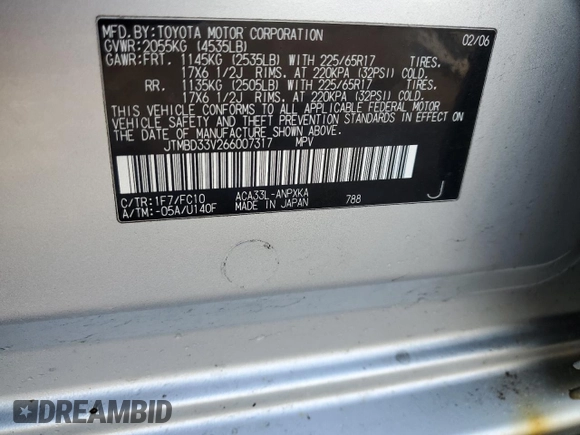 MFD.BY:TOYOTA MOTOR CORPORATION 02/06
GVWR:2055KG (4535LB)
GAWR:FRT. 1145KG (2535LB) WITH 225/65R17 TIRES.
17X6 1/2J RIMS. AT 220KPA (32PSI) COLD.
RR. 1135KG (2505LB) WITH 225/65R17 TIRES.
17X6 1/2J RIMS. AT 220KPA (32PSI) COLD.
THIS VEHICLE CONFORMS TO ALL APPLICABLE FEDERAL MOTOR
VEHICLE SAFETY AND THEFT PREVENTION STANDARDS IN
EFFECT ON THE DATE OF MANUFACTURE SHOWN ABOVE.
JTMBD33V266007317 MPV
C/TR:1F7/FC10 ACA33L-ANPXKA 788 J
A/TM:-05A/U140F MADE IN JAPAN
DREAMBID